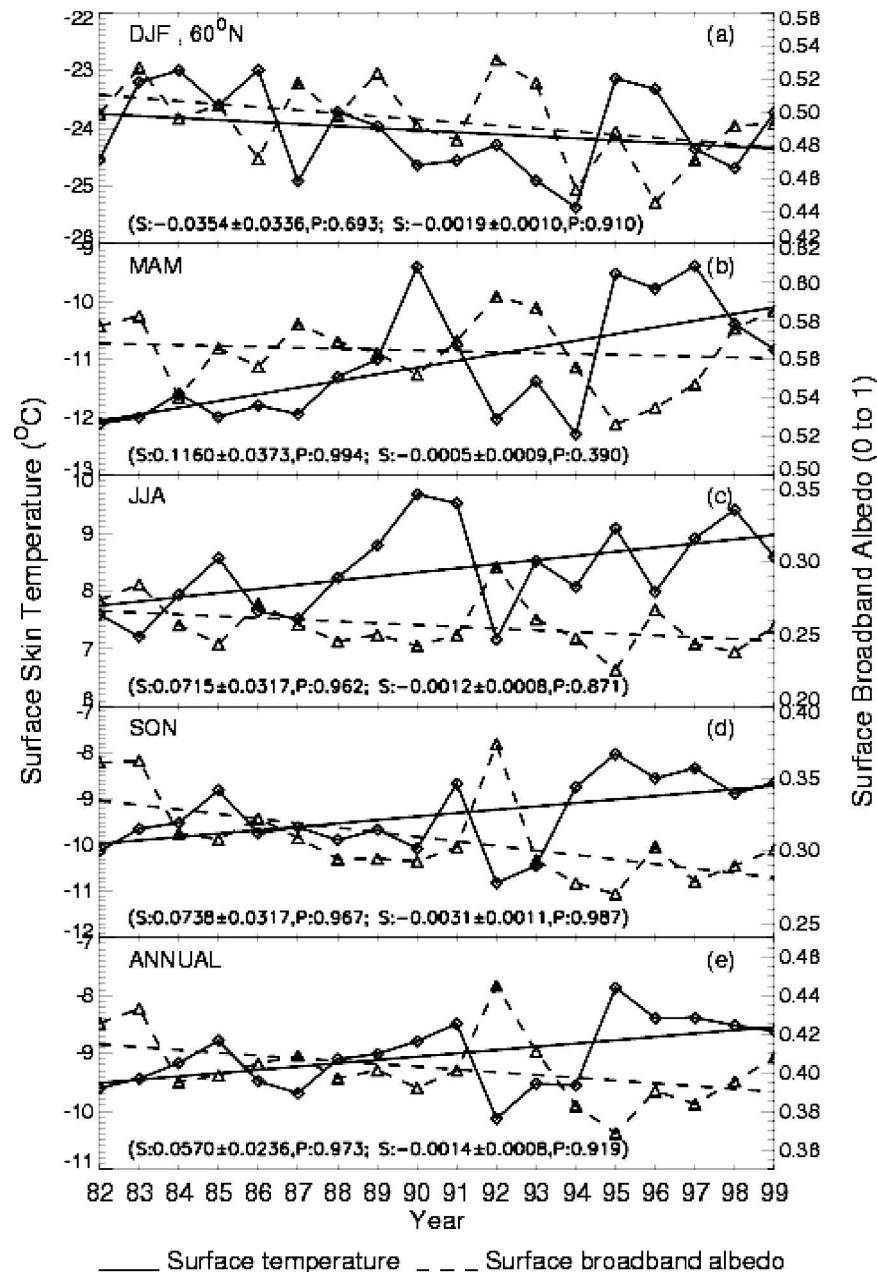 -22
-23
-24
-25
-26
DJF , 60⁰N
(a)
0.56
0.54
0.52
0.50
0.48
0.46
0.44
0.42
(S:-0.0354±0.0336,P:0.693; S:-0.0019±0.0010,P:0.910)
-9
-10
-11
-12
-13
MAM
(b)
0.60
0.58
0.56
0.54
0.52
0.50
(S:0.1160±0.0373,P:0.994; S:-0.0005±0.0009,P:0.390)
10
9
8
7
6
JJA
(c)
0.35
0.30
0.25
0.20
(S:0.0715±0.0317,P:0.962; S:-0.0012±0.0008,P:0.871)
-7
-8
-9
-10
-11
-12
SON
(d)
0.40
0.35
0.30
0.25
(S:0.0738±0.0317,P:0.967; S:-0.0031±0.0011,P:0.987)
-7
-8
-9
-10
-11
ANNUAL
(e)
0.46
0.44
0.42
0.40
0.38
0.36
(S:0.0570±0.0236,P:0.973; S:-0.0014±0.0008,P:0.919)
Surface Skin Temperature (⁰C)
Surface Broadband Albedo (0 to 1)
82 83 84 85 86 87 88 89 90 91 92 93 94 95 96 97 98 99
Year
Surface temperature
Surface broadband albedo